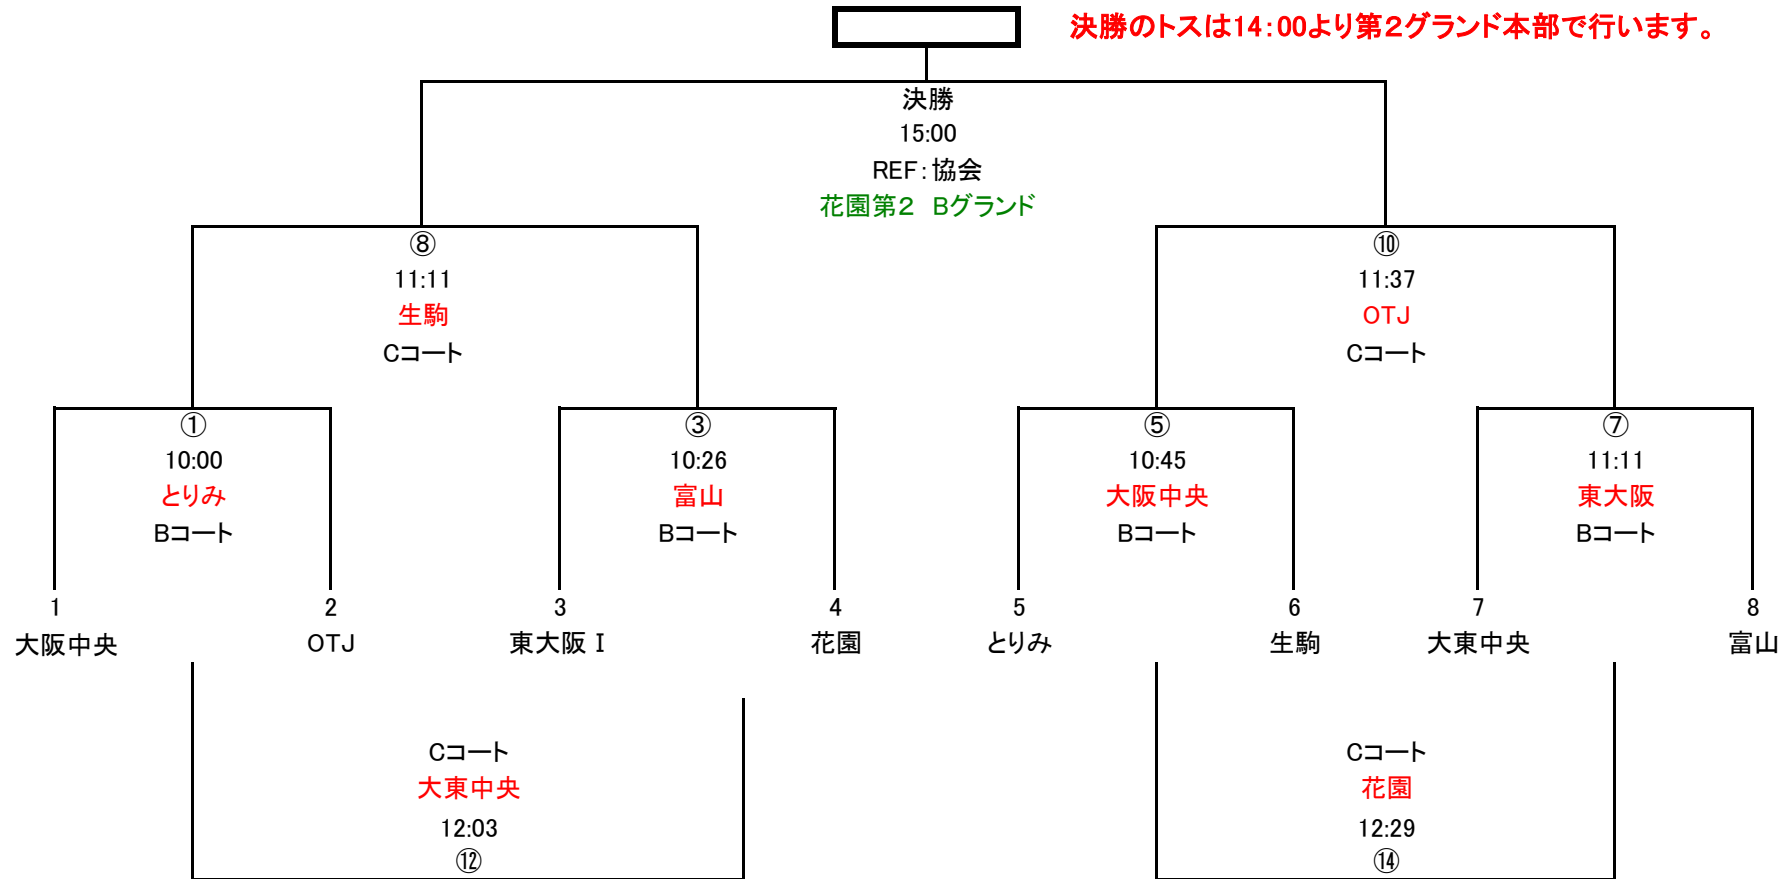 決勝のトスは14：00より第２グランド本部で行います。
決勝
15:00
REF：協会
花園第２　Bグランド
⑧
11:11
生駒
Cコート
⑩
11:37
OTJ
Cコート
①
10:00
とりみ
Bコート
③
10:26
富山
Bコート
⑤
10:45
大阪中央
Bコート
⑦
11:11
東大阪
Bコート
1
大阪中央
2
OTJ
3
東大阪Ⅰ
4
花園
5
とりみ
6
生駒
7
大東中央
8
富山
Cコート
大東中央
12:03
⑫
Cコート
花園
12:29
⑭